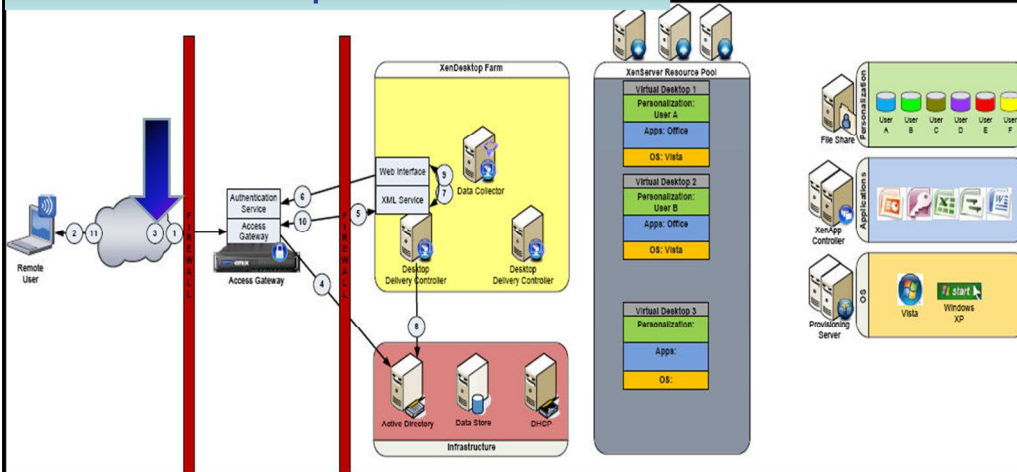 FIREWALL
FIREWALL
XenDesktop Farm
XenServer Resource Pool
Virtual Desktop 1
Personalization:
User A
Apps: Office
OS: Vista
Virtual Desktop 2
Personalization:
User B
Apps: Office
OS: Vista
Virtual Desktop 3
Personalization:
Apps:
OS:
File Share
Personalization
User A
User B
User C
User D
User E
User F
XenApp
Controller
Applications
Provisioning
Server
OS
Vista
start
Windows
XP
Remote
User
2
11
3
1
Authentication
Service
Access
Gateway
Access Gateway
6
10
5
4
Web Interface
XML Service
9
7
Data Collector
Desktop
Delivery Controller
Desktop
Delivery Controller
8
Active Directory
Data Store
DHCP
Infrastructure